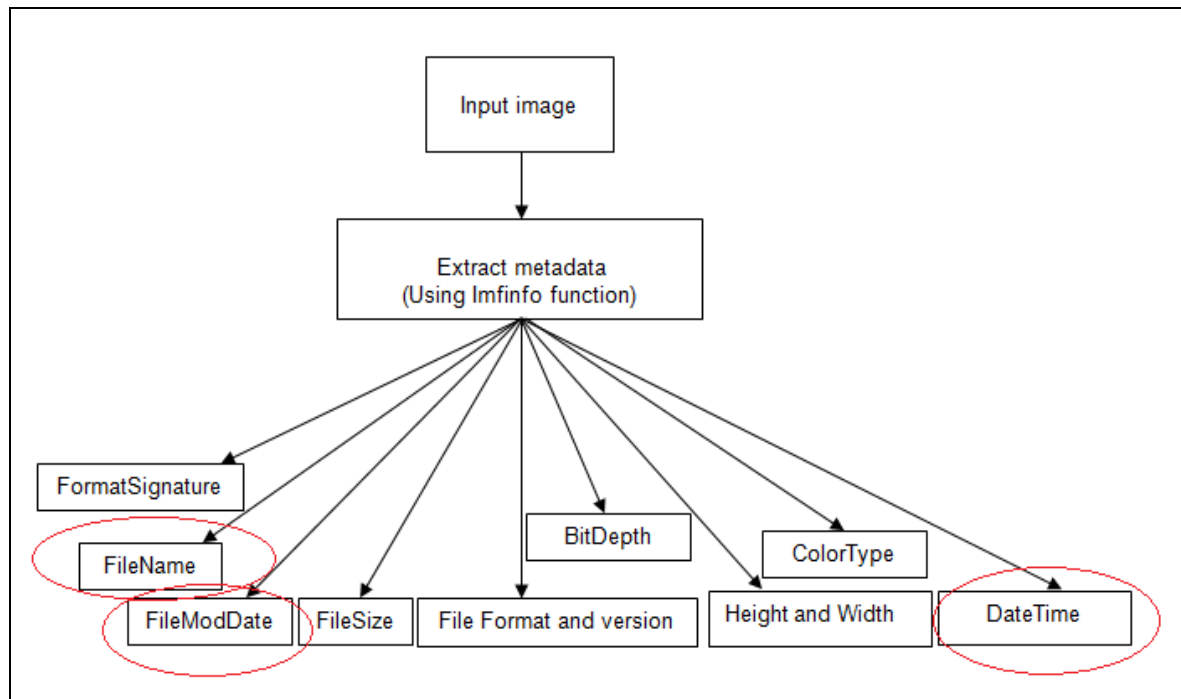 Input image
Extract metadata
(Using Imfinfo function)
FormatSignature
BitDepth
ColorType
FileName
FileModDate
FileSize
File Format and version
Height and Width
DateTime